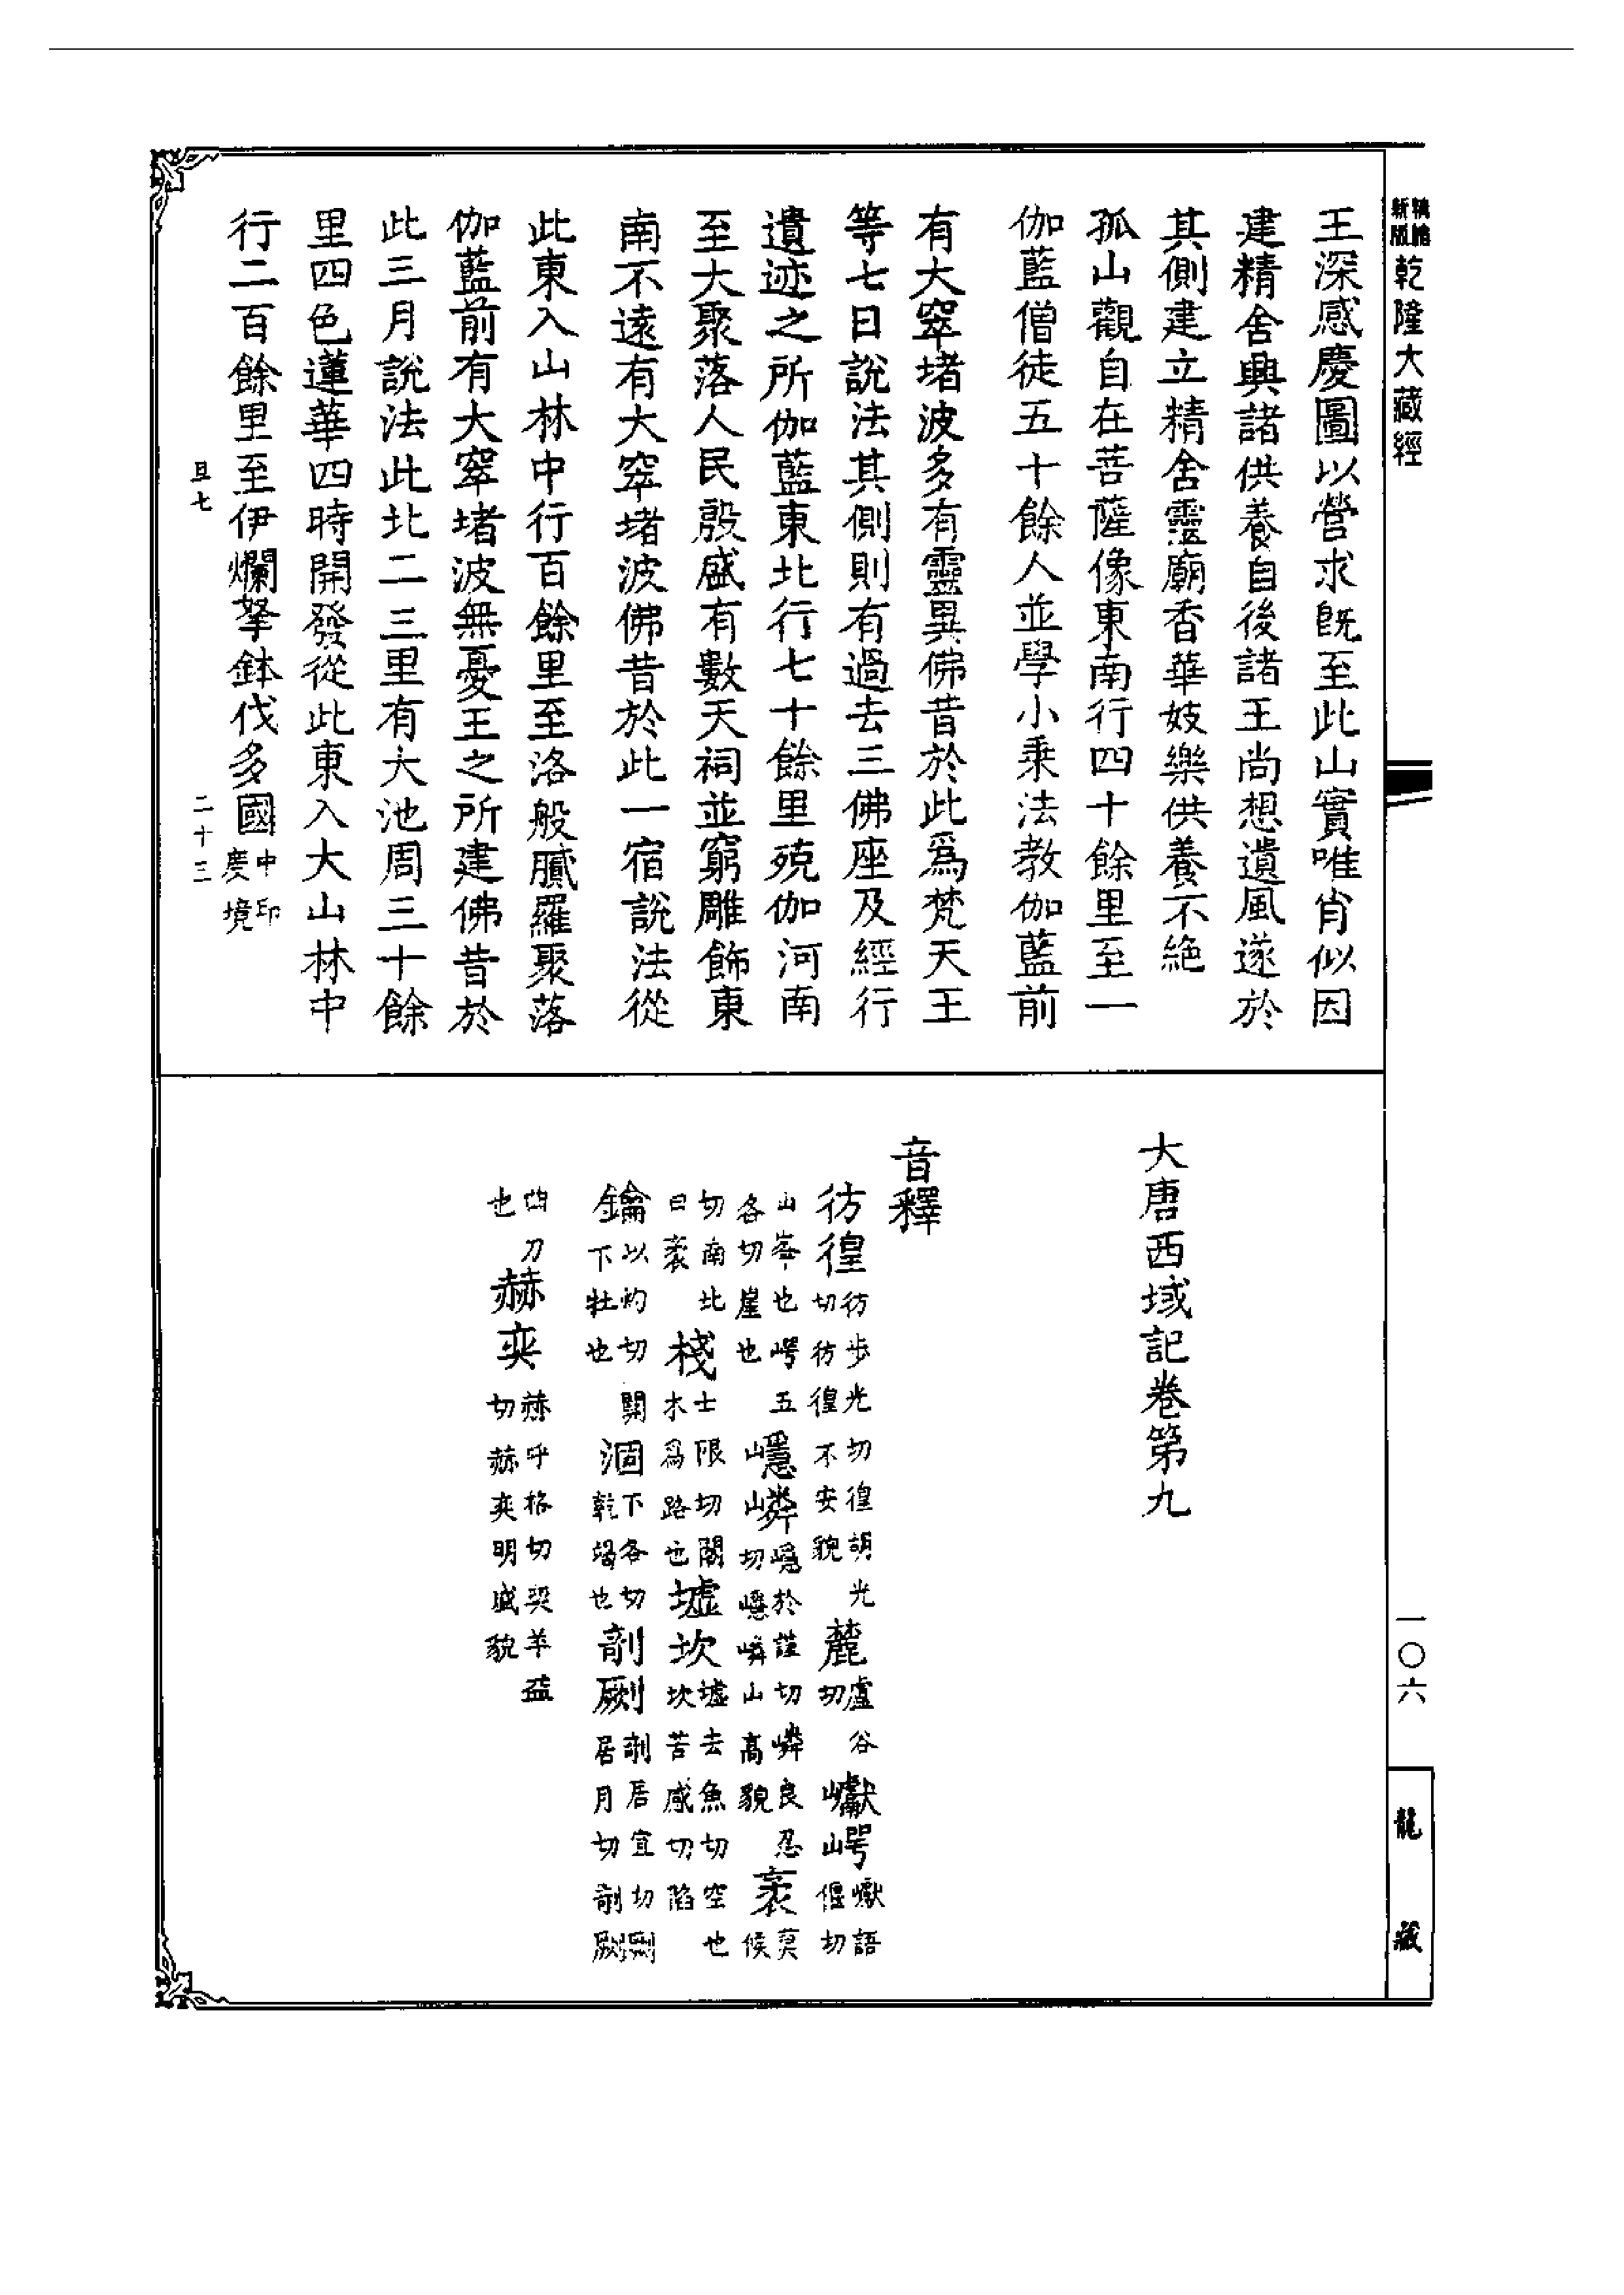 新版
乾隆大藏經
王深感慶圖以營求旣至此山實唯肖似因
建精舍興諸供養自後諸王尚想遺風遂於
其側建立精舍靈廟香華妓樂供養不絶
孤山觀自在菩薩像東南行四十餘里至一
伽藍僧徒五十餘人並學小乘法教伽藍前
有大窣堵波多有靈異佛昔於此爲梵天王
等七日說法其側則有過去三佛座及經行
遺迹之所伽藍東北行七十餘里殑伽河南
至大聚落人民殷盛有數天祠並窮雕飾東
南不遠有大窣堵波佛昔於此一宿說法從
此東入山林中行百餘里至洛般膩羅聚落
伽藍前有大窣堵波無憂王之所建佛昔於
此三月說法此北二三里有大池周三十餘
里四色蓮華四時開發從此東入大山林中
行二百餘里至伊爛拏鉢伐多國中印度境
旦七 二十三
大唐西域記卷第九
音釋
彷徨彷步光切徨胡光切彷徨不安貌 麓盧谷切 巘崿巘語偃切
山峯也崿五各切崖也 嶾嶙嶾於謹切嶙良忍切嶾嶙山高貌 袤莫候
切南北曰袤 棧士限切閣木爲路也 墟坎墟去魚切空也坎苦感切陷
鑰以灼切關下牡也 涸下各切乾竭也 剞劂剞居宜切劂居月切剞劂
曲刀也 赫奕赫呼格切奕羊益切赫奕明盛貌
一〇六
龍藏